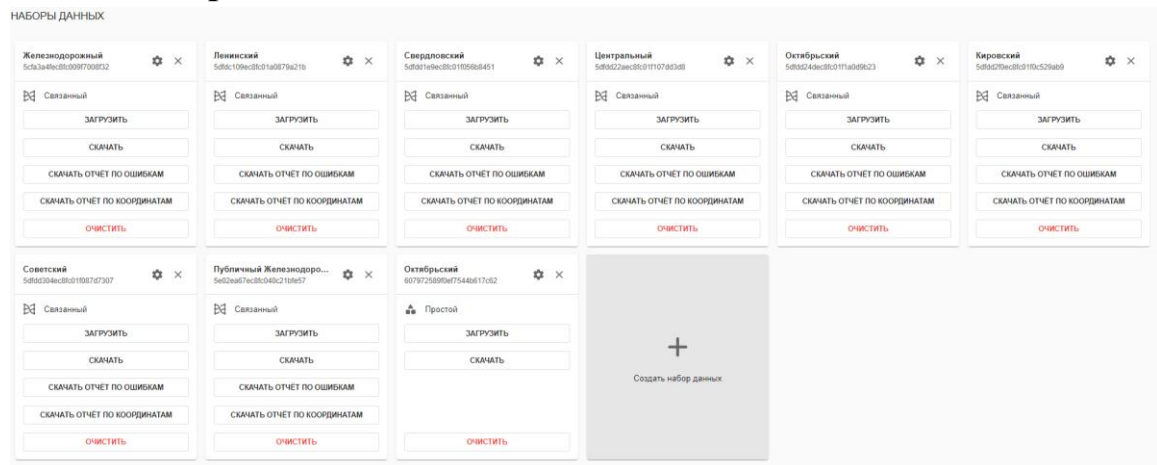 НАБОРЫ ДАННЫХ
Железнодорожный
5cfa3a4fec8fc009f7008f32
Связанный
ЗАГРУЗИТЬ
СКАЧАТЬ
СКАЧАТЬ ОТЧЁТ ПО ОШИБКАМ
СКАЧАТЬ ОТЧЁТ ПО КООРДИНАТАМ
ОЧИСТИТЬ
Ленинский
5dfdc109ec8fc01a0879a21b
Связанный
ЗАГРУЗИТЬ
СКАЧАТЬ
СКАЧАТЬ ОТЧЁТ ПО ОШИБКАМ
СКАЧАТЬ ОТЧЁТ ПО КООРДИНАТАМ
ОЧИСТИТЬ
Свердловский
5dfdd1e9ec8fc01f056b8451
Связанный
ЗАГРУЗИТЬ
СКАЧАТЬ
СКАЧАТЬ ОТЧЁТ ПО ОШИБКАМ
СКАЧАТЬ ОТЧЁТ ПО КООРДИНАТАМ
ОЧИСТИТЬ
Центральный
5dfdd22aec8fc01f107dd3d8
Связанный
ЗАГРУЗИТЬ
СКАЧАТЬ
СКАЧАТЬ ОТЧЁТ ПО ОШИБКАМ
СКАЧАТЬ ОТЧЁТ ПО КООРДИНАТАМ
ОЧИСТИТЬ
Октябрьский
5dfdd24dec8fc01f1a0d9b23
Связанный
ЗАГРУЗИТЬ
СКАЧАТЬ
СКАЧАТЬ ОТЧЁТ ПО ОШИБКАМ
СКАЧАТЬ ОТЧЁТ ПО КООРДИНАТАМ
ОЧИСТИТЬ
Кировский
5dfdd2f0ec8fc01f0c529ab9
Связанный
ЗАГРУЗИТЬ
СКАЧАТЬ
СКАЧАТЬ ОТЧЁТ ПО ОШИБКАМ
СКАЧАТЬ ОТЧЁТ ПО КООРДИНАТАМ
ОЧИСТИТЬ
Советский
5dfdd304ec8fc01f087d7307
Связанный
ЗАГРУЗИТЬ
СКАЧАТЬ
СКАЧАТЬ ОТЧЁТ ПО ОШИБКАМ
СКАЧАТЬ ОТЧЁТ ПО КООРДИНАТАМ
ОЧИСТИТЬ
Публичный Железнодоро...
5e02ea67ec8fc040c21bfe57
Связанный
ЗАГРУЗИТЬ
СКАЧАТЬ
СКАЧАТЬ ОТЧЁТ ПО ОШИБКАМ
СКАЧАТЬ ОТЧЁТ ПО КООРДИНАТАМ
ОЧИСТИТЬ
Октябрьский
607972589f0ef7544b617c62
Простой
ЗАГРУЗИТЬ
СКАЧАТЬ
ОЧИСТИТЬ
Создать набор данных